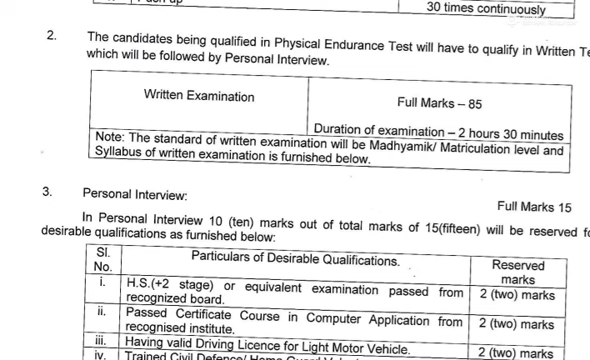 30 times continuously
2. The candidates being qualified in Physical Endurance Test will have to qualify in Written
which will be followed by Personal Interview.
Written Examination Full Marks – 85
Duration of examination – 2 hours 30 minutes
Note: The standard of written examination will be Madhyamik/ Matriculation level and
Syllabus of written examination is furnished below.
3. Personal Interview:
Full Marks 15
In Personal Interview 10 (ten) marks out of total marks of 15(fifteen) will be reserved
desirable qualifications as furnished below:
Sl. No. Particulars of Desirable Qualifications. Reserved marks
i. H.S.(+2 stage) or equivalent examination passed from recognized board. 2 (two) marks
ii. Passed Certificate Course in Computer Application from recognised institute. 2 (two) marks
iii. Having valid Driving Licence for Light Motor Vehicle. 2 (two) marks
iv. Trained Civil Defence/ Home Guard